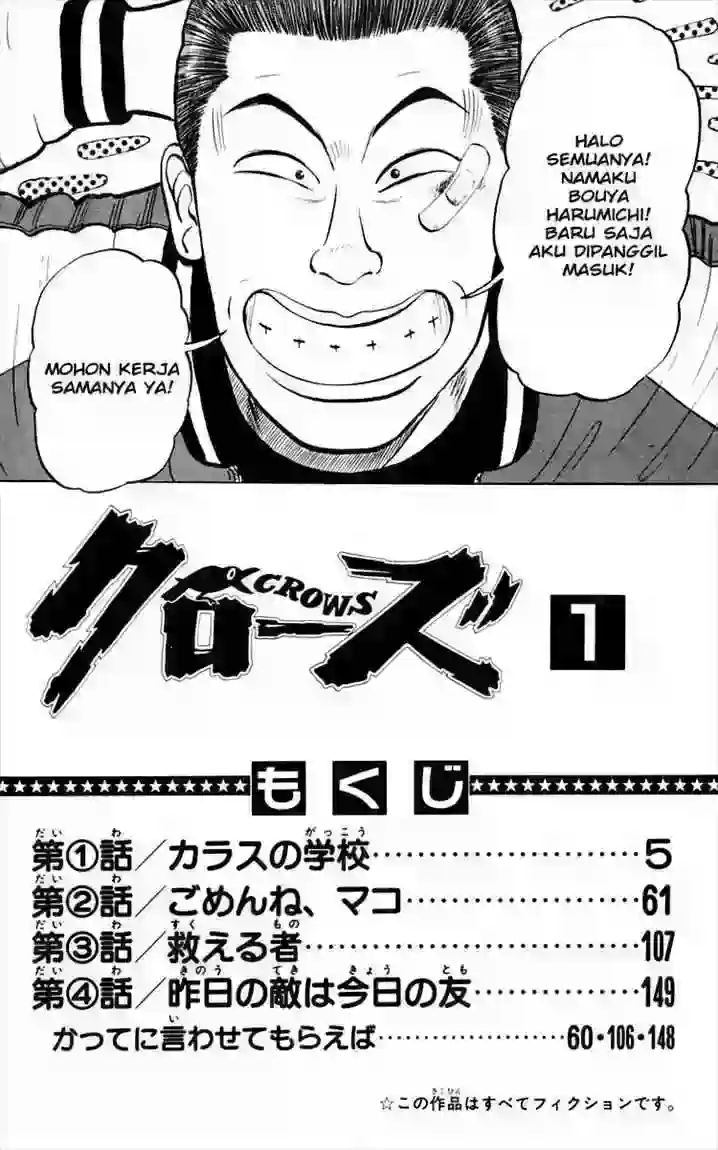 HALO
SEMUANYA!
NAMAKU
BOUYA
HARUMICHI!
BARU SAJA
AKU DIPANGGIL
MASUK!
MOHON KERJA
SAMANYA YA!
クローズ
CROWS
1
もくじ
第①話／カラスの学校……………………5
第②話／ごめんね、マコ……………………61
第③話／救える者……………………107
第④話／昨日の敵は今日の友……………149
かってに言わせてもらえば……………60・106・148
☆この作品はすべてフィクションです。